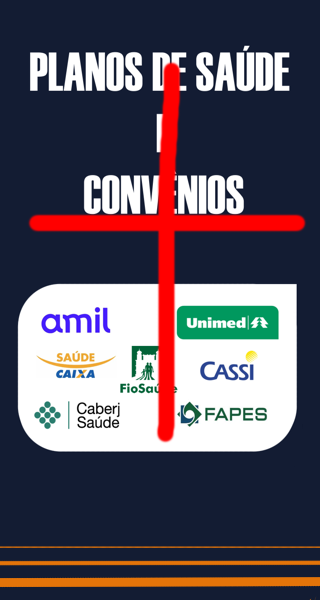 PLANOS DE SAÚDE
E
CONVÊNIOS
amil
Unimed
SAÚDE
CAIXA
FioSaúde
CASSI
Caberj
Saúde
FAPES